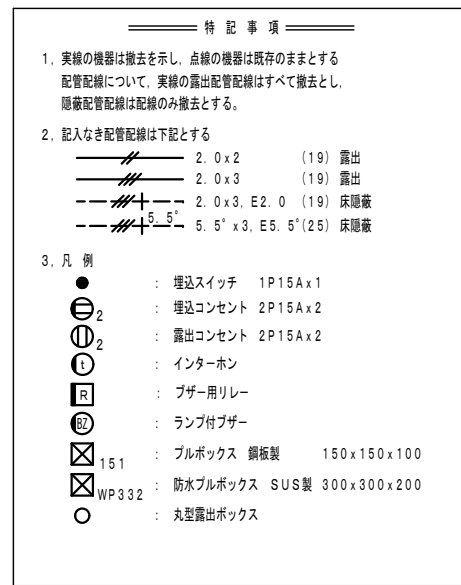 特記事項
1, 実線の機器は撤去を示し, 点線の機器は既存のままとする
配管配線について, 実線の露出配管配線はすべて撤去とし,
隠蔽配管配線は配線のみ撤去とする。
2, 記入なき配管配線は下記とする
2.0x2 (19) 露出
2.0x3 (19) 露出
2.0x3, E2.0 (19) 床隠蔽
5.5° 5.5°x3, E5.5°(25) 床隠蔽
3, 凡例
: 埋込スイッチ 1P15Ax1
2 : 埋込コンセント 2P15Ax2
2 : 露出コンセント 2P15Ax2
t : インターホン
R : ブザー用リレー
BZ : ランプ付ブザー
151 : プルボックス 鋼板製 150x150x100
WP332 : 防水プルボックス SUS製 300x300x200
: 丸型露出ボックス